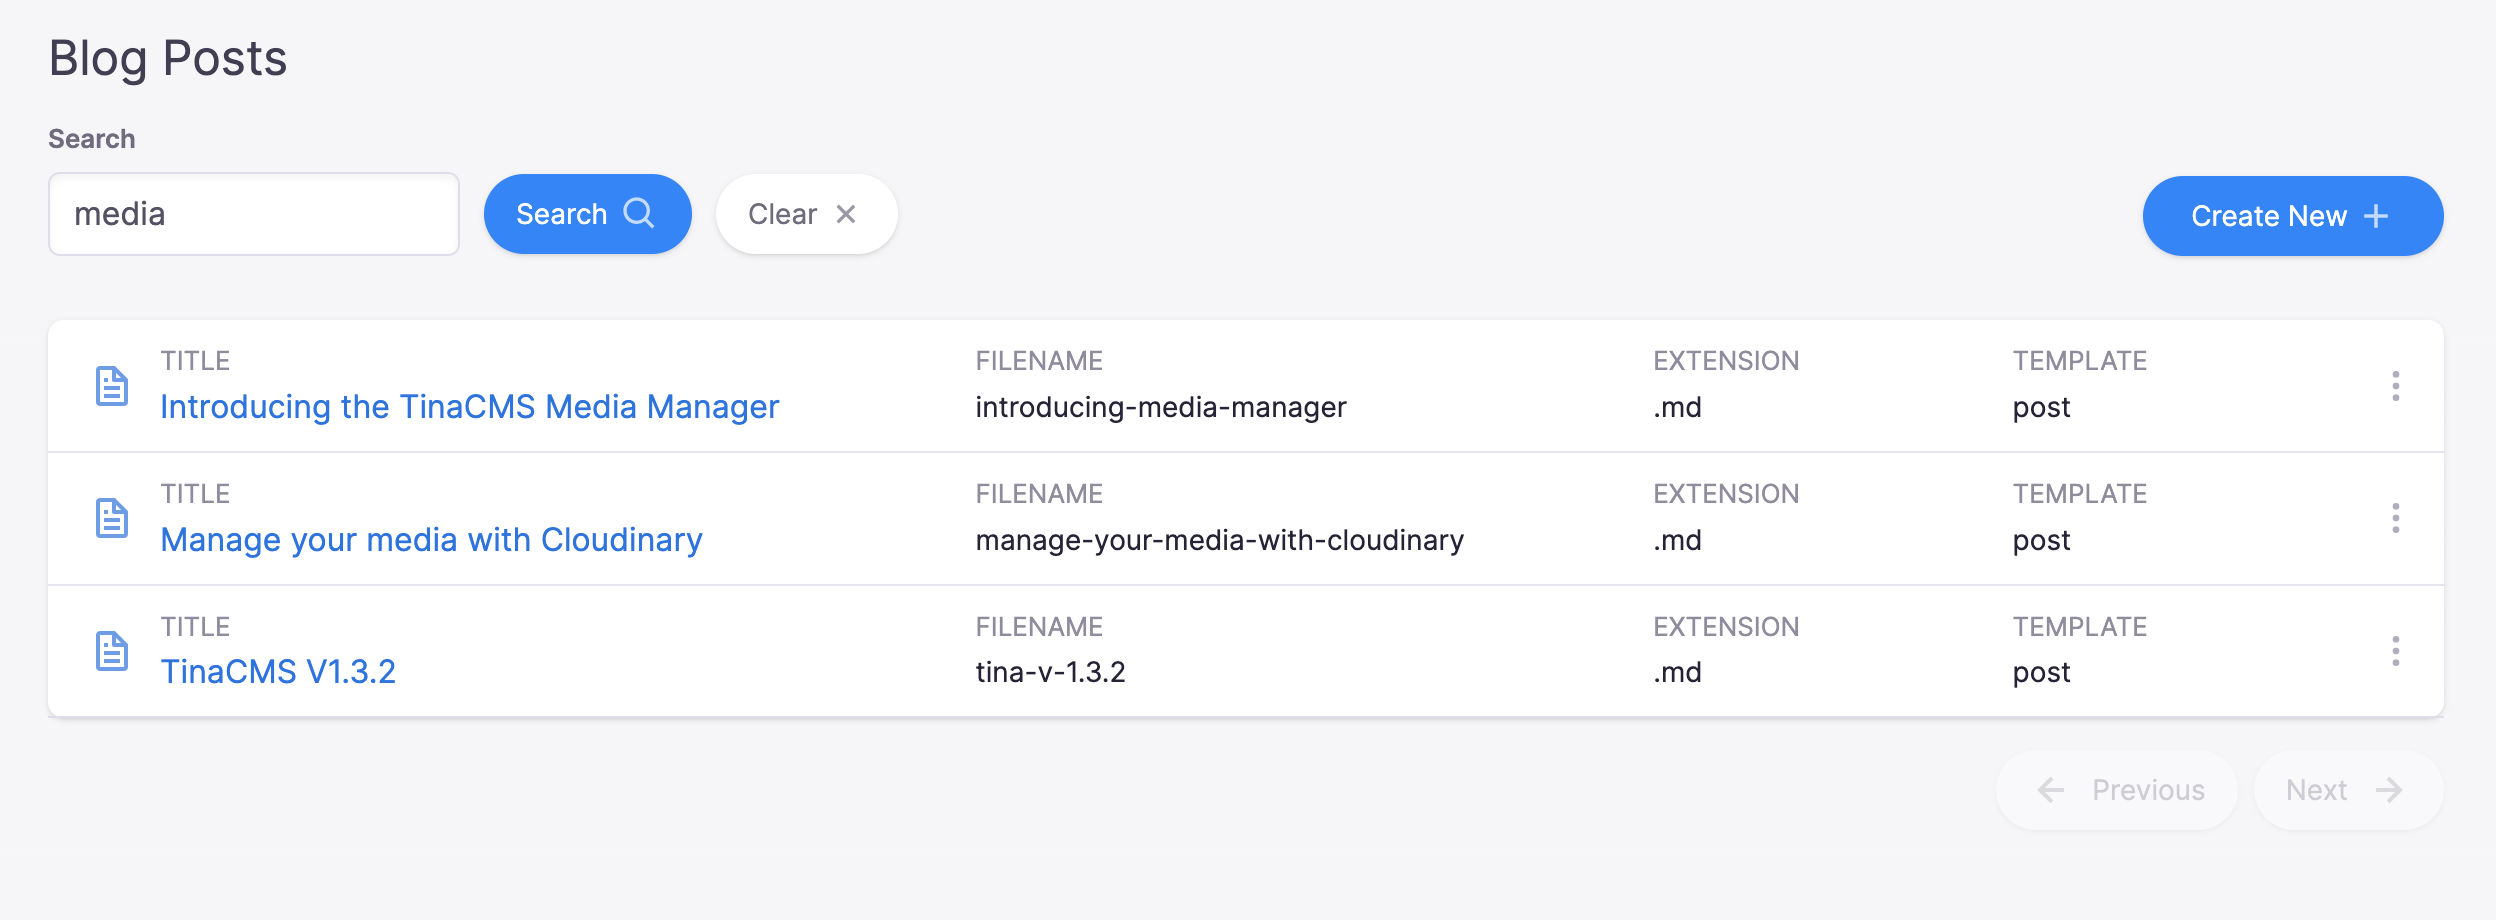 Blog Posts
Search
media
Search
Clear
Create New
TITLE FILENAME EXTENSION TEMPLATE
Introducing the TinaCMS Media Manager introducing-media-manager .md post
TITLE FILENAME EXTENSION TEMPLATE
Manage your media with Cloudinary manage-your-media-with-cloudinary .md post
TITLE FILENAME EXTENSION TEMPLATE
TinaCMS V1.3.2 tina-v-1.3.2 .md post
Previous Next